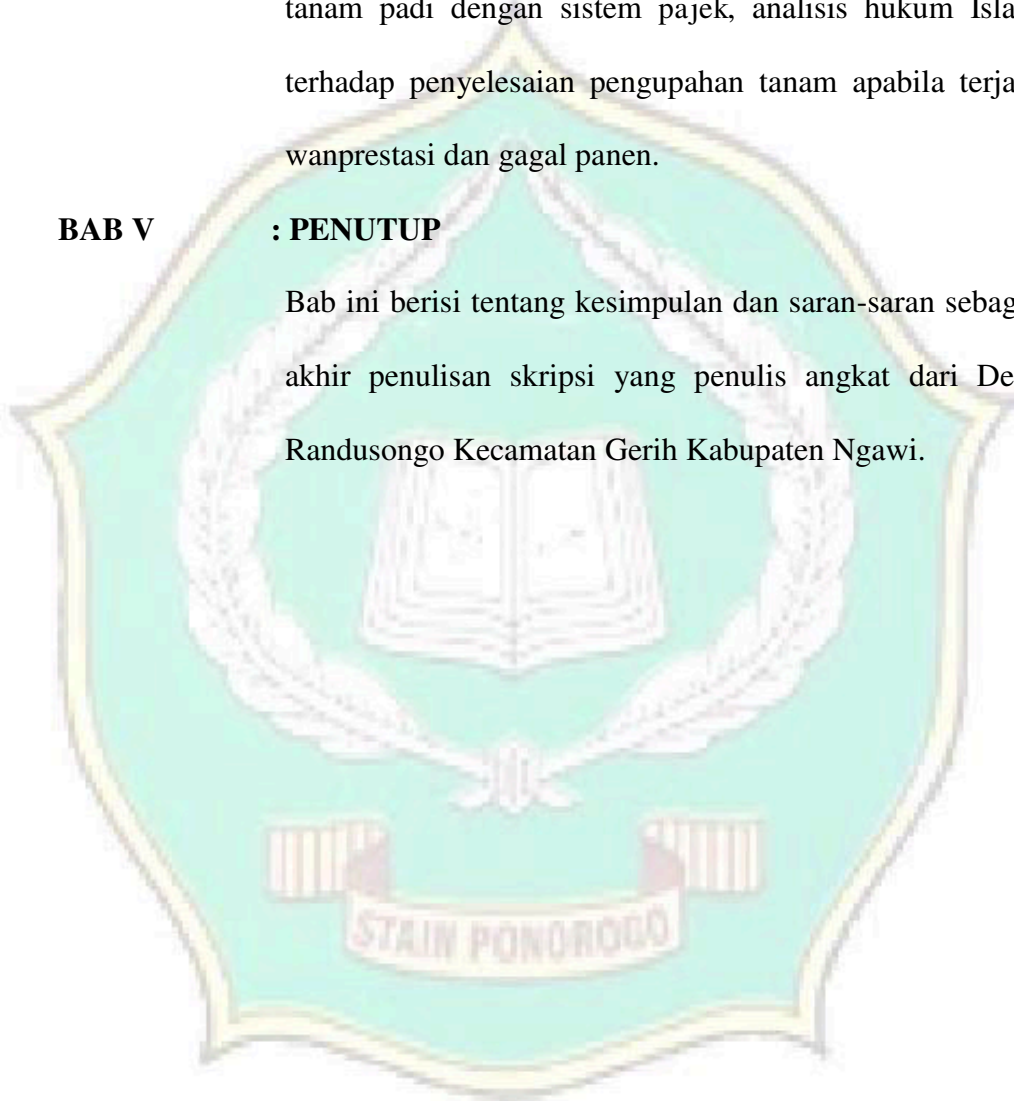 tanam padi dengan sistem pajek, analisis hukum Isla
terhadap penyelesaian pengupahan tanam apabila terja
wanprestasi dan gagal panen.
BAB V : PENUTUP
Bab ini berisi tentang kesimpulan dan saran-saran sebag
akhir penulisan skripsi yang penulis angkat dari De
Randusongo Kecamatan Gerih Kabupaten Ngawi.
STAIN PONOROGO